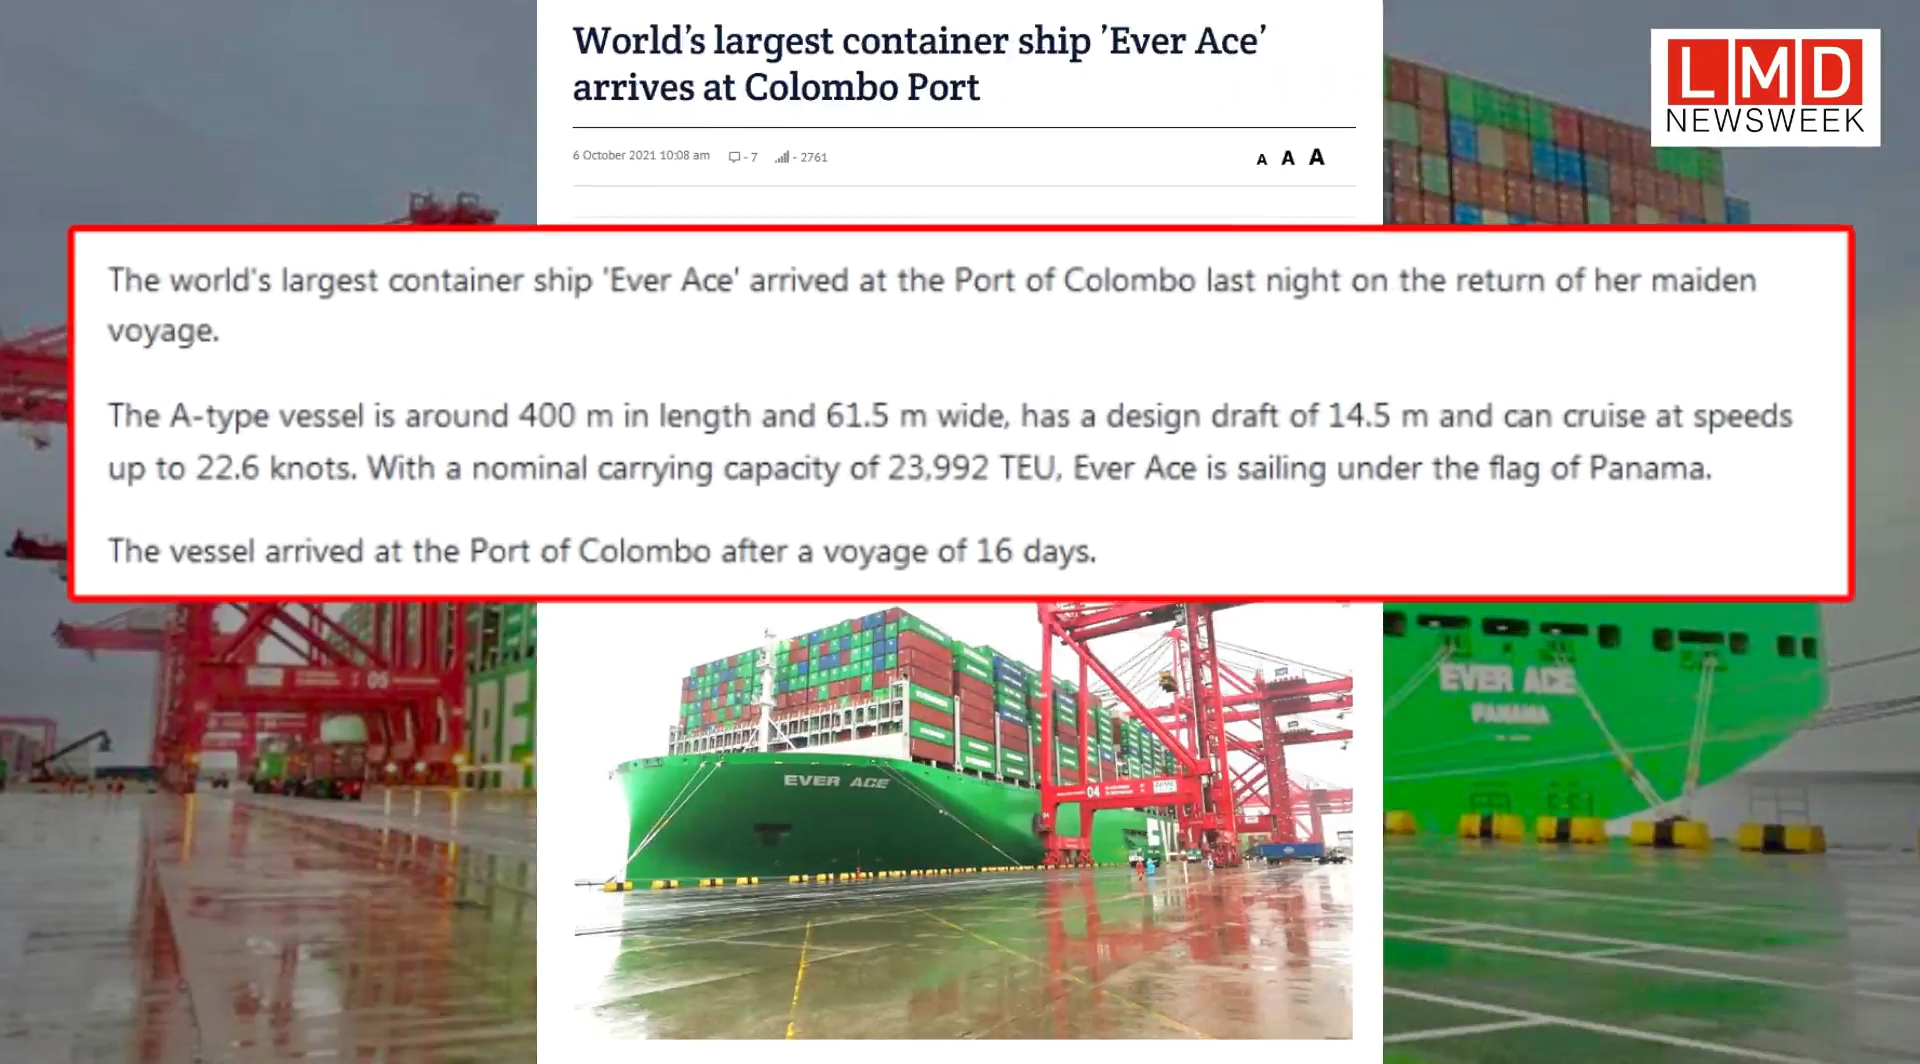 World's largest container ship 'Ever Ace'
arrives at Colombo Port
LMD
NEWSWEEK
6 October 2021 10:08 am - 7 - 2761
A A A
The world's largest container ship 'Ever Ace' arrived at the Port of Colombo last night on the return of her maiden
voyage.
The A-type vessel is around 400 m in length and 61.5 m wide, has a design draft of 14.5 m and can cruise at speeds
up to 22.6 knots. With a nominal carrying capacity of 23,992 TEU, Ever Ace is sailing under the flag of Panama.
The vessel arrived at the Port of Colombo after a voyage of 16 days.
05
EVER ACE
PANAMA
EVER ACE
04